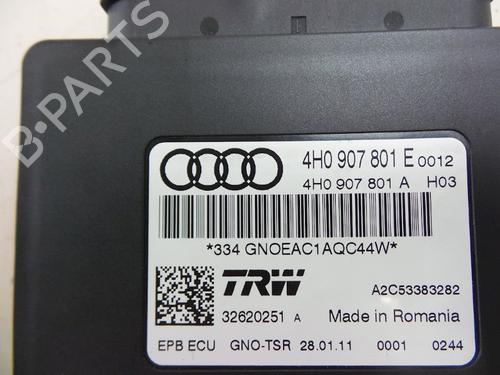 B-PARTS
4H0 907 801 E 0012
4H0 907 801 A H03
*334 GNOEAC1AQC44W*
TRW
A2C53383282
32620251 A Made in Romania
EPB ECU GNO-TSR 28.01.11 0001 0244